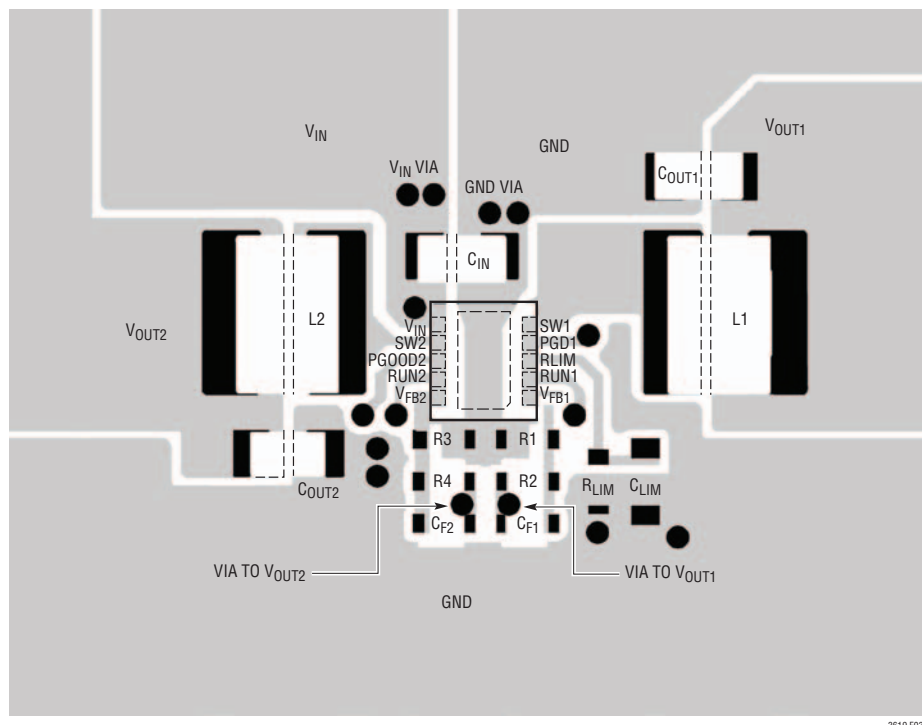 VIN
VOUT1
GND
VIN VIA
COUT1
GND VIA
CIN
L2
L1
VOUT2
VIN
SW1
SW2
PGD1
PGOOD2
RLIM
RUN2
RUN1
VFB2
VFB1
R3
R1
COUT2
R4
R2
RLIM
CLIM
CF2
CF1
VIA TO VOUT2
VIA TO VOUT1
GND